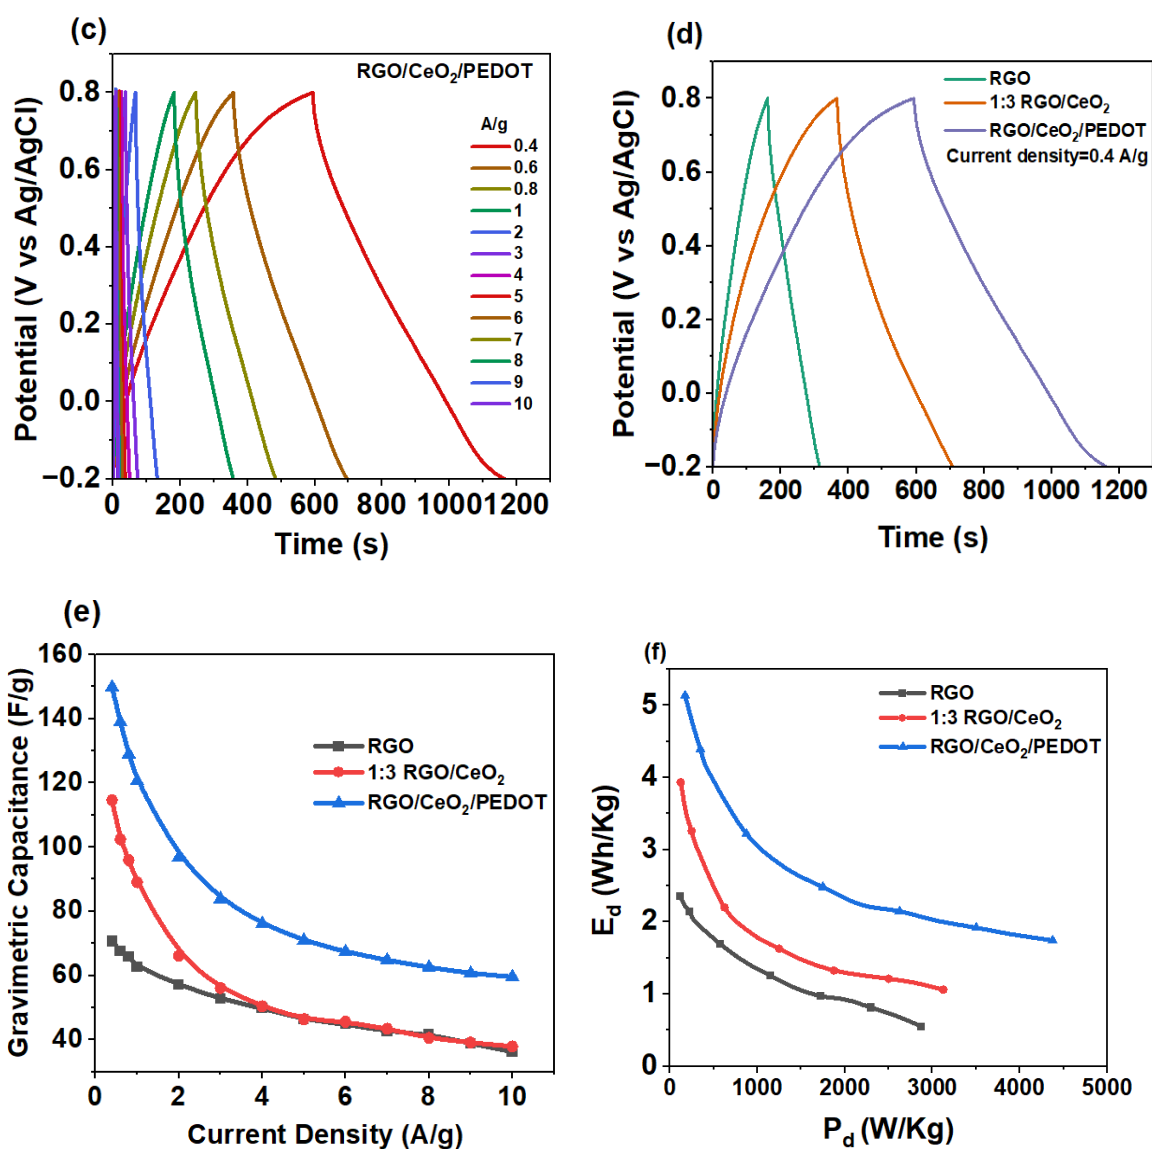 (c)
RGO/CeO₂/PEDOT
A/g
0.4
0.6
0.8
1
2
3
4
5
6
7
8
9
10
0.8
0.6
0.4
0.2
0.0
−0.2
Potential (V vs Ag/AgCl)
0 200 400 600 800 1000 1200
Time (s)
(d)
RGO
1:3 RGO/CeO₂
RGO/CeO₂/PEDOT
Current density=0.4 A/g
0.8
0.6
0.4
0.2
0.0
−0.2
Potential (V vs Ag/AgCl)
0 200 400 600 800 1000 1200
Time (s)
(e)
160
140
120
100
80
60
40
Gravimetric Capacitance (F/g)
RGO
1:3 RGO/CeO₂
RGO/CeO₂/PEDOT
0 2 4 6 8 10
Current Density (A/g)
(f)
RGO
1:3 RGO/CeO₂
RGO/CeO₂/PEDOT
5
4
3
2
1
0
E_d (Wh/Kg)
0 1000 2000 3000 4000 5000
P_d (W/Kg)